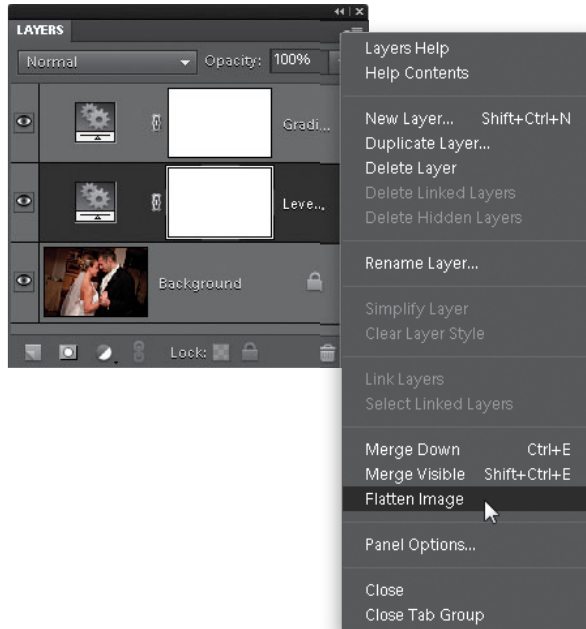 LAYERS
Normal Opacity: 100%
Gradi...
Leve...
Background
Lock:
Layers Help
Help Contents
New Layer... Shift+Ctrl+N
Duplicate Layer...
Delete Layer
Delete Linked Layers
Delete Hidden Layers
Rename Layer...
Simplify Layer
Clear Layer Style
Link Layers
Select Linked Layers
Merge Down Ctrl+E
Merge Visible Shift+Ctrl+E
Flatten Image
Panel Options...
Close
Close Tab Group